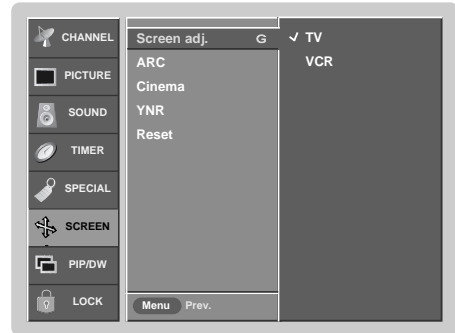 CHANNEL
PICTURE
SOUND
TIMER
SPECIAL
SCREEN
PIP/DW
LOCK
Screen adj. G
ARC
Cinema
YNR
Reset
Menu Prev.
✓ TV
VCR